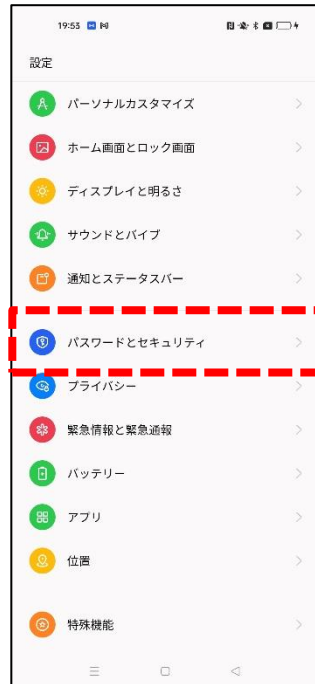 19:53
設定
パーソナルカスタマイズ
ホーム画面とロック画面
ディスプレイと明るさ
サウンドとバイブ
通知とステータスバー
パスワードとセキュリティ
プライバシー
緊急情報と緊急通報
バッテリー
アプリ
位置
特殊機能